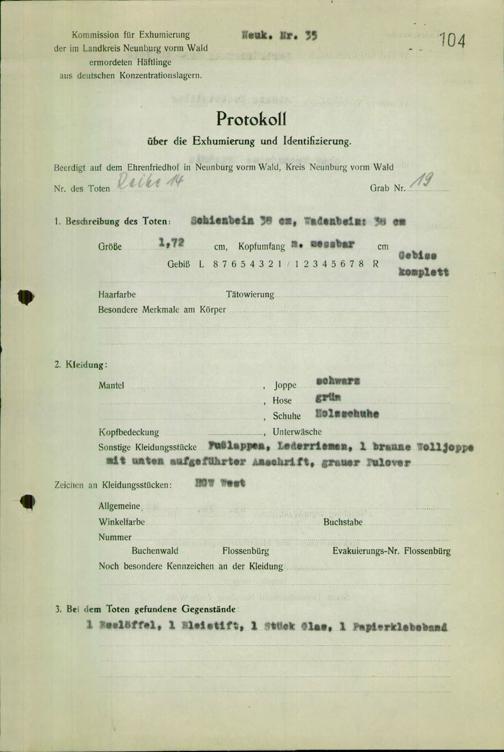 Kommission für Exhumierung
der im Landkreis Neunburg vorm Wald
ermordeten Häftlinge
aus deutschen Konzentrationslagern.
Neuk. Nr. 35
104
Protokoll
über die Exhumierung und Identifizierung.
Beerdigt auf dem Ehrenfriedhof in Neunburg vorm Wald, Kreis Neunburg vorm Wald
Nr. des Toten Reihe 14 Grab Nr. 19
1. Beschreibung des Toten: Schienbein 38 cm, Wadenbein: 36 cm
Größe 1,72 cm, Kopfumfang n. messbar cm
Gebiß L 8 7 6 5 4 3 2 1 / 1 2 3 4 5 6 7 8 R Gebiss
komplett
Haarfarbe Tätowierung
Besondere Merkmale am Körper
2. Kleidung:
Mantel , Joppe schwarz
, Hose grün
, Schuhe Holzschuhe
Kopfbedeckung , Unterwäsche
Sonstige Kleidungsstücke Fußlappen, Lederriemen, 1 braune Wolljoppe
mit unten aufgeführter Anschrift, grauer Pulover
Zeichen an Kleidungsstücken: HGW West
Allgemeine
Winkelfarbe Buchstabe
Nummer
Buchenwald Flossenbürg Evakuierungs-Nr. Flossenbürg
Noch besondere Kennzeichen an der Kleidung
3. Bei dem Toten gefundene Gegenstände
1 Esslöffel, 1 Bleistift, 1 Stück Glas, 1 Papierklebeband